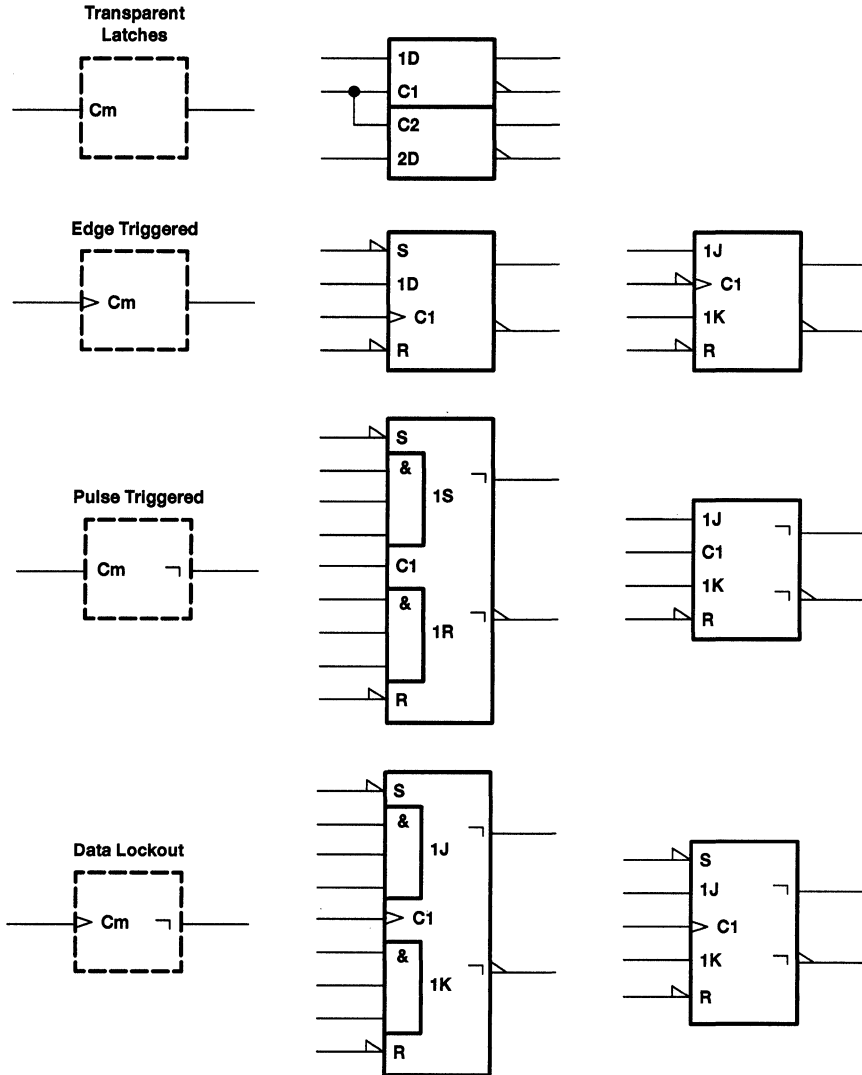 Transparent
Latches
Cm
1D
C1
C2
2D
Edge Triggered
Cm
S
1D
C1
R
1J
C1
1K
R
Pulse Triggered
Cm ¬
S
&
1S ¬
C1
&
1R ¬
R
1J ¬
C1
1K ¬
R
Data Lockout
Cm ¬
S
&
1J ¬
C1
&
1K ¬
R
S
1J ¬
C1
1K ¬
R